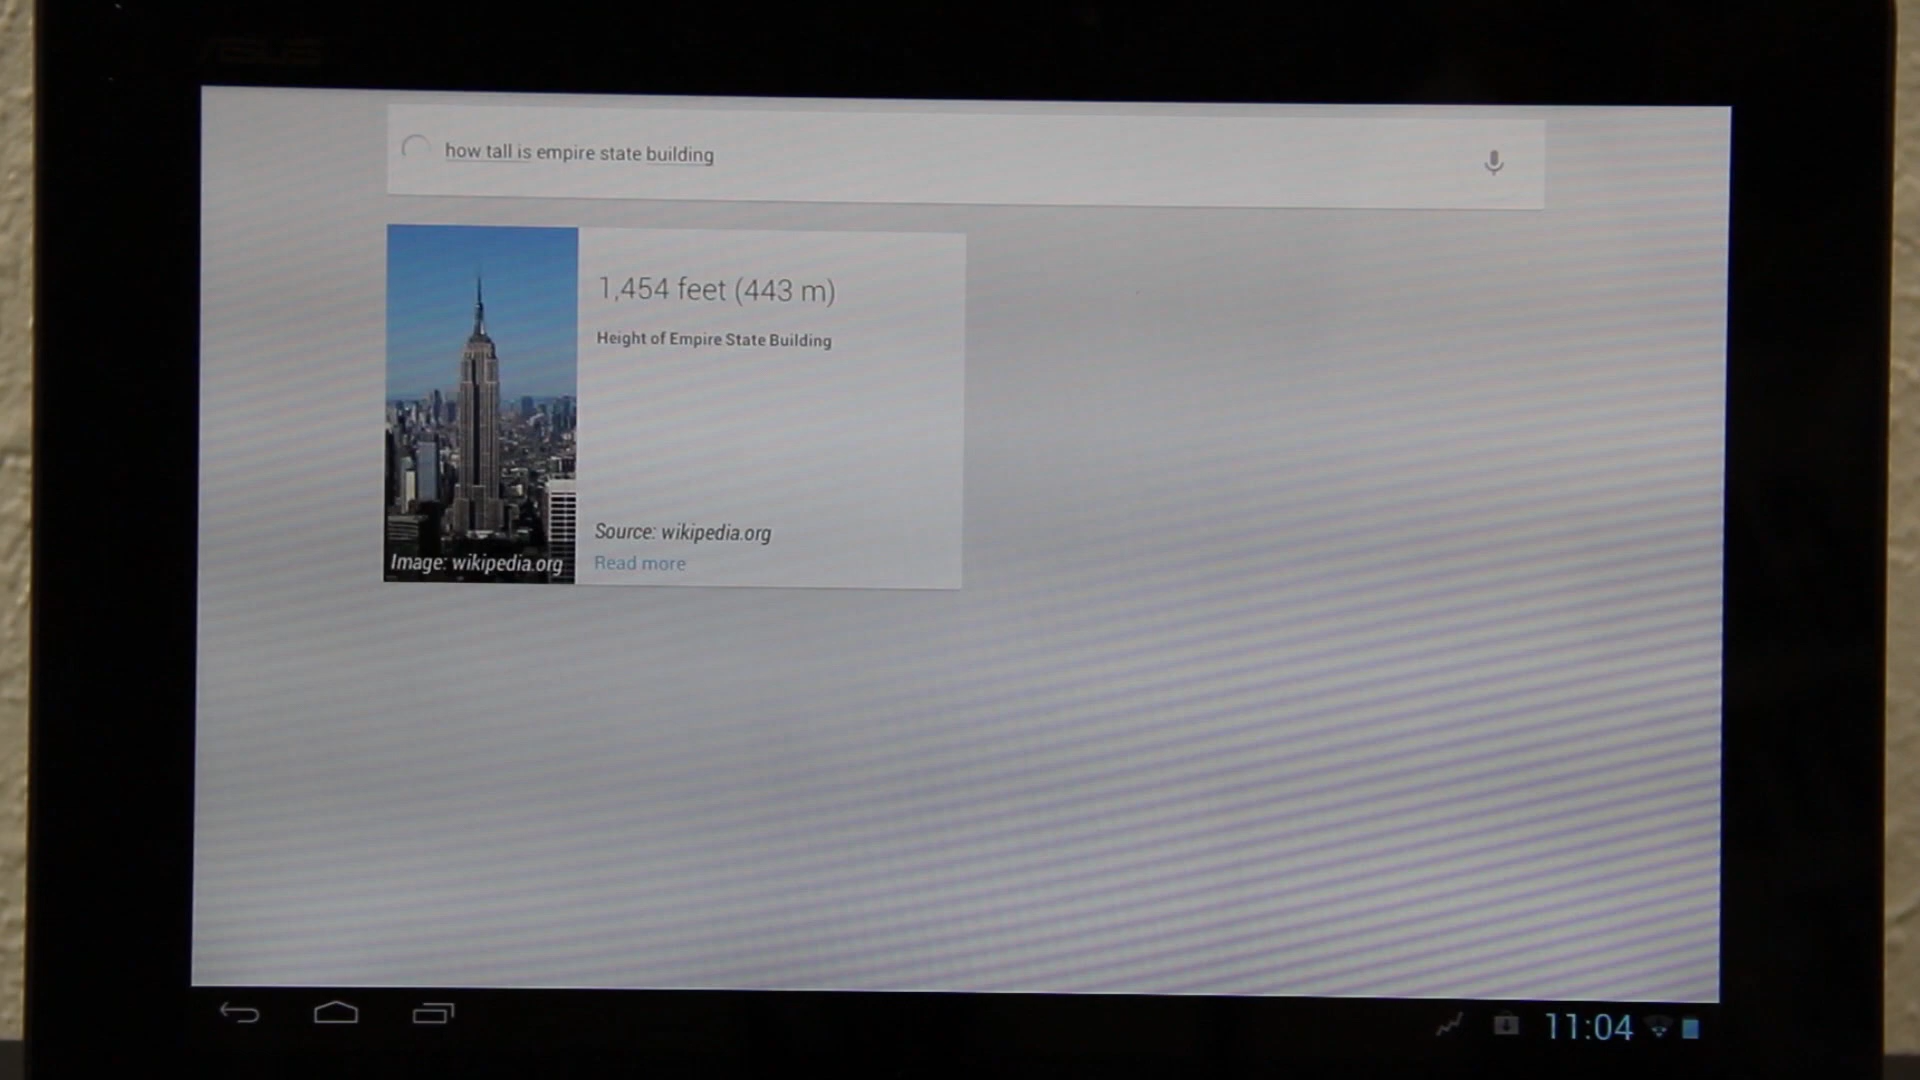 ASUS
how tall is empire state building
1,454 feet (443 m)
Height of Empire State Building
Source: wikipedia.org
Image: wikipedia.org
Read more
11:04